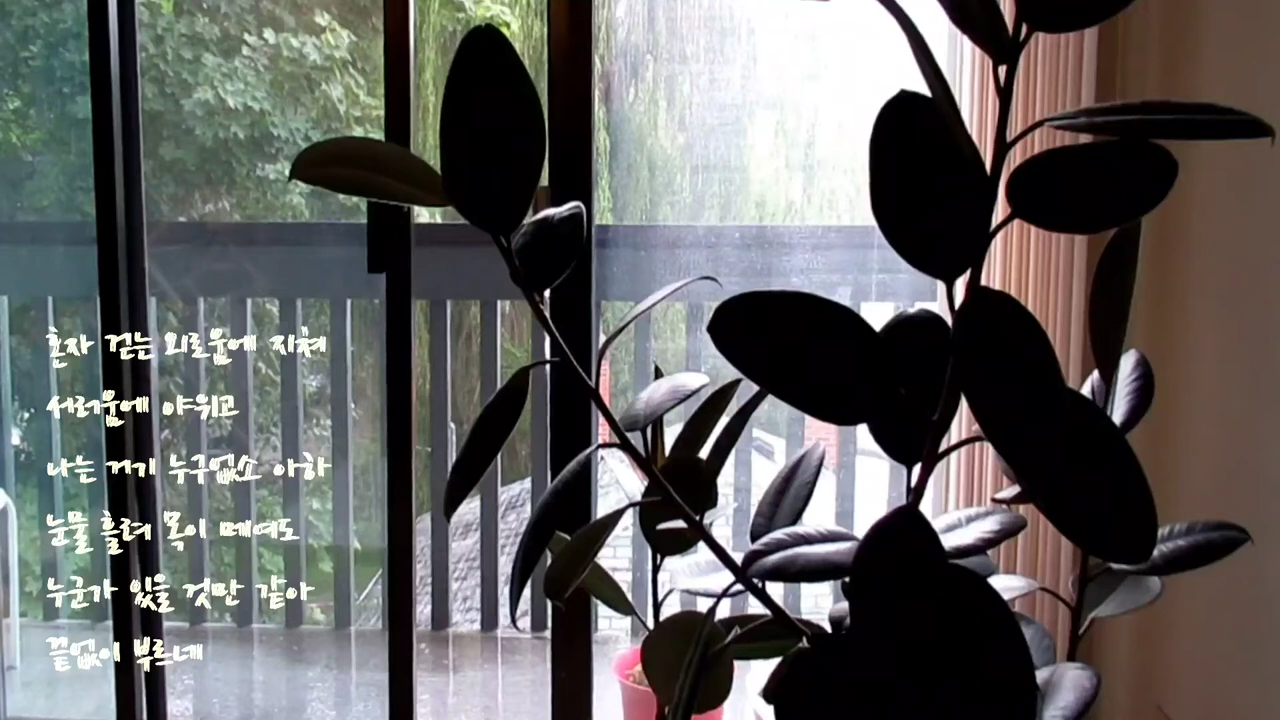 혼자 걷는 외로움에 지쳐
서러움에 야위고
나는 거기 누구없소 아하
눈물 흘려 목이 메여도
누군가 있을 것만 같아
끝없이 부르네